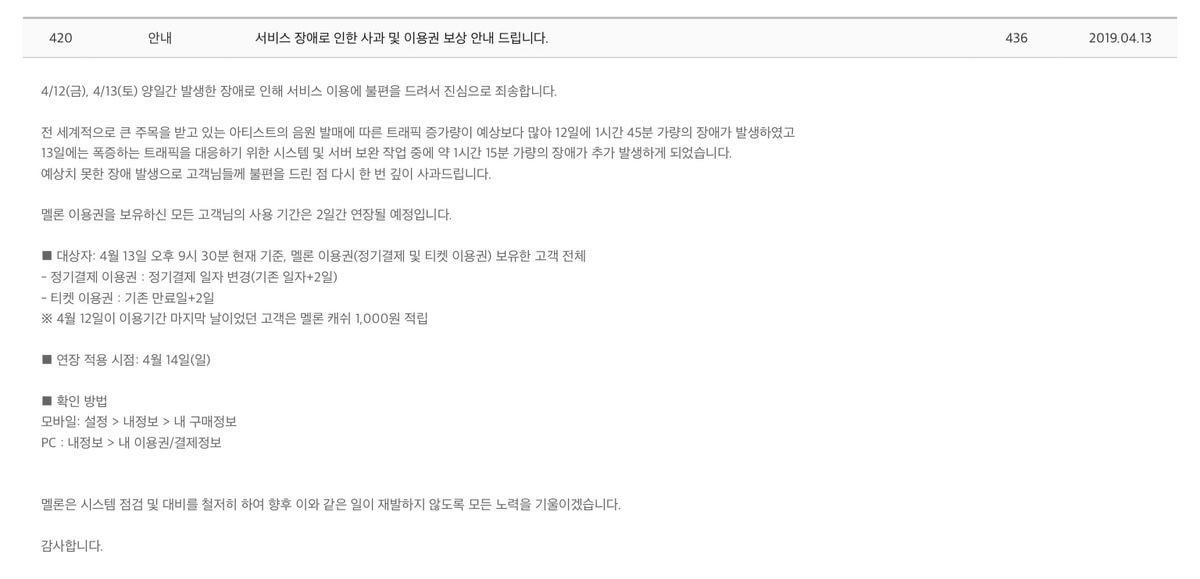 420 안내 서비스 장애로 인한 사과 및 이용권 보상 안내 드립니다. 436 2019.04.13
4/12(금), 4/13(토) 양일간 발생한 장애로 인해 서비스 이용에 불편을 드려서 진심으로 죄송합니다.
전 세계적으로 큰 주목을 받고 있는 아티스트의 음원 발매에 따른 트래픽 증가량이 예상보다 많아 12일에 1시간 45분 가량의 장애가 발생하였고
13일에는 폭증하는 트래픽을 대응하기 위한 시스템 및 서버 보완 작업 중에 약 1시간 15분 가량의 장애가 추가 발생하게 되었습니다.
예상치 못한 장애 발생으로 고객님들께 불편을 드린 점 다시 한 번 깊이 사과드립니다.
멜론 이용권을 보유하신 모든 고객님의 사용 기간은 2일간 연장될 예정입니다.
■ 대상자: 4월 13일 오후 9시 30분 현재 기준, 멜론 이용권(정기결제 및 티켓 이용권) 보유한 고객 전체
- 정기결제 이용권 : 정기결제 일자 변경(기존 일자+2일)
- 티켓 이용권 : 기존 만료일+2일
※ 4월 12일이 이용기간 마지막 날이었던 고객은 멜론 캐쉬 1,000원 적립
■ 연장 적용 시점: 4월 14일(일)
■ 확인 방법
모바일: 설정 > 내정보 > 내 구매정보
PC : 내정보 > 내 이용권/결제정보
멜론은 시스템 점검 및 대비를 철저히 하여 향후 이와 같은 일이 재발하지 않도록 모든 노력을 기울이겠습니다.
감사합니다.